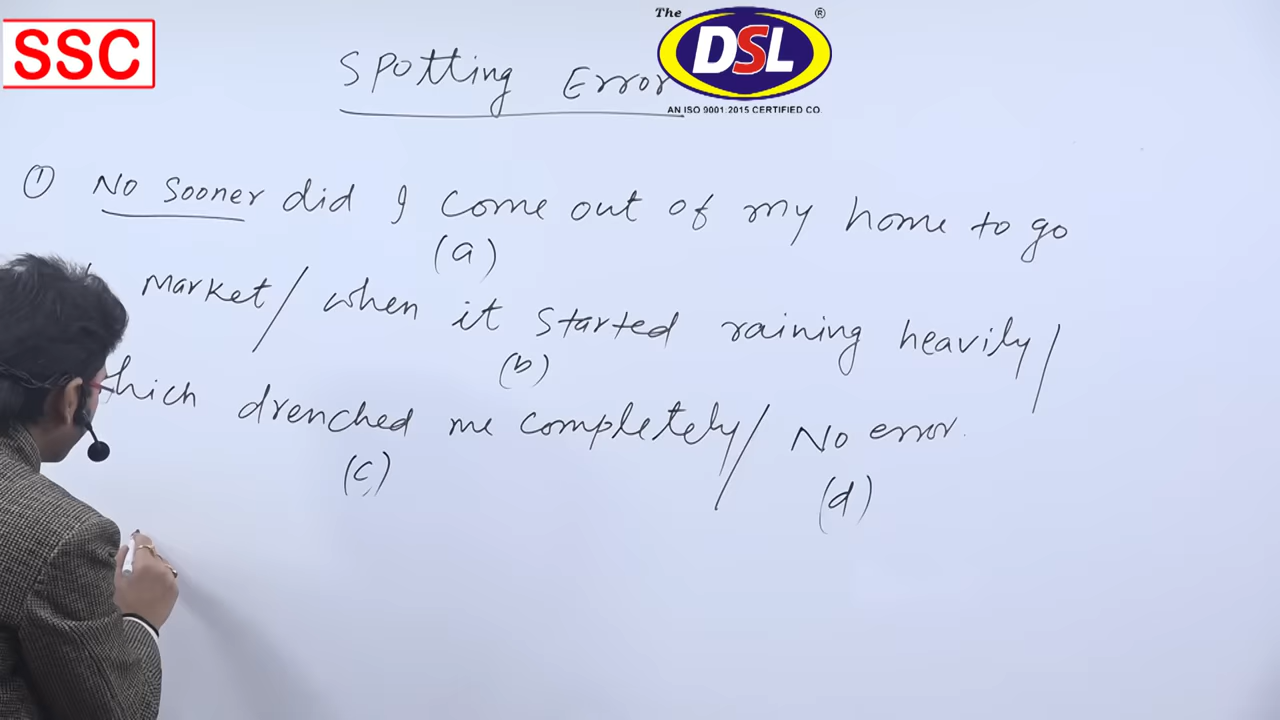 SSC
The DSL ®
AN ISO 9001:2015 CERTIFIED CO.
Spotting Error
① No sooner did I come out of my home to go
(a)
market/ when it started raining heavily/
(b)
which drenched me completely/ No error.
(c) (d)